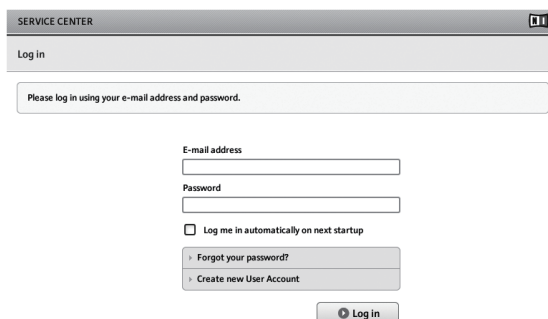 SERVICE CENTER
NI
Log in
Please log in using your e-mail address and password.
E-mail address
Password
Log me in automatically on next startup
Forgot your password?
Create new User Account
Log in